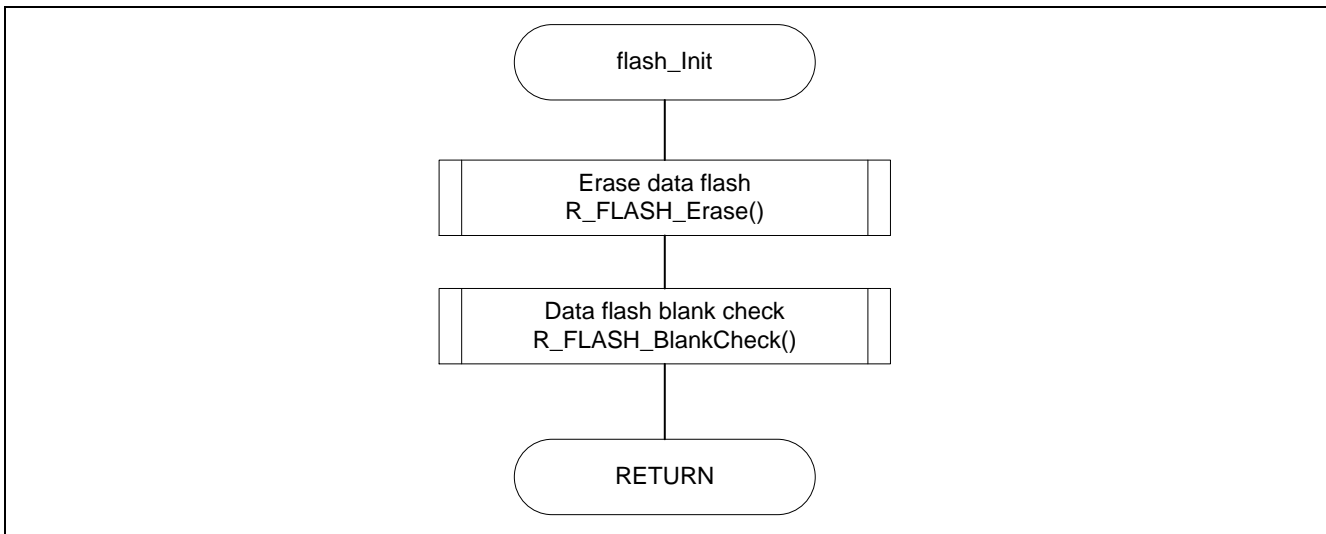 flash_Init
Erase data flash
R_FLASH_Erase()
Data flash blank check
R_FLASH_BlankCheck()
RETURN